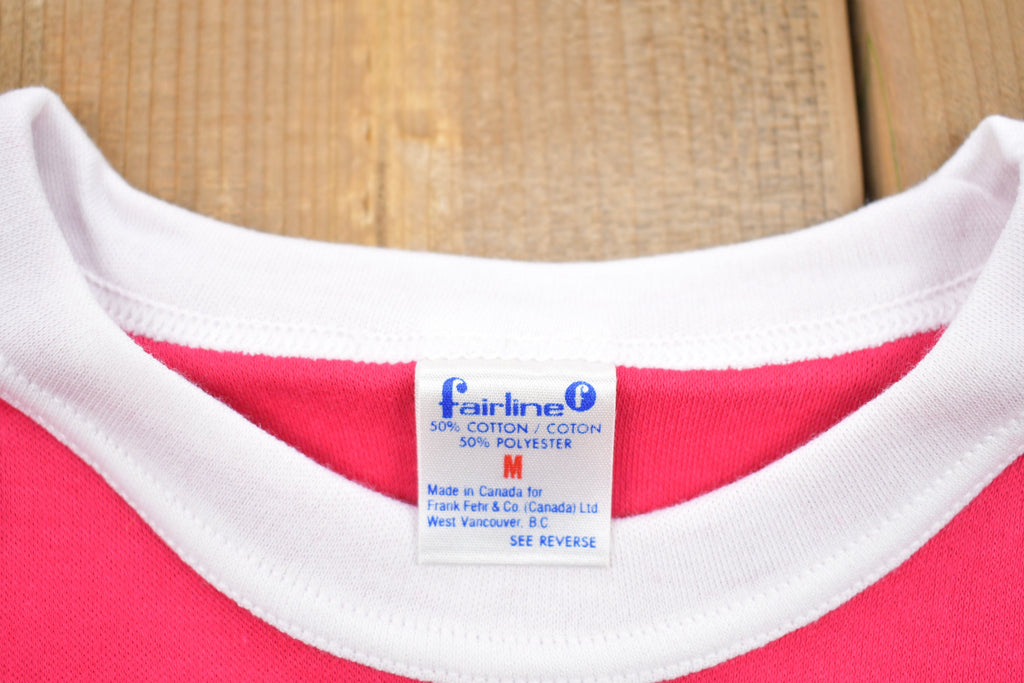 fairline f
50% COTTON / COTON
50% POLYESTER
M
Made in Canada for
Frank Fehr & Co. (Canada) Ltd
West Vancouver, B.C
SEE REVERSE